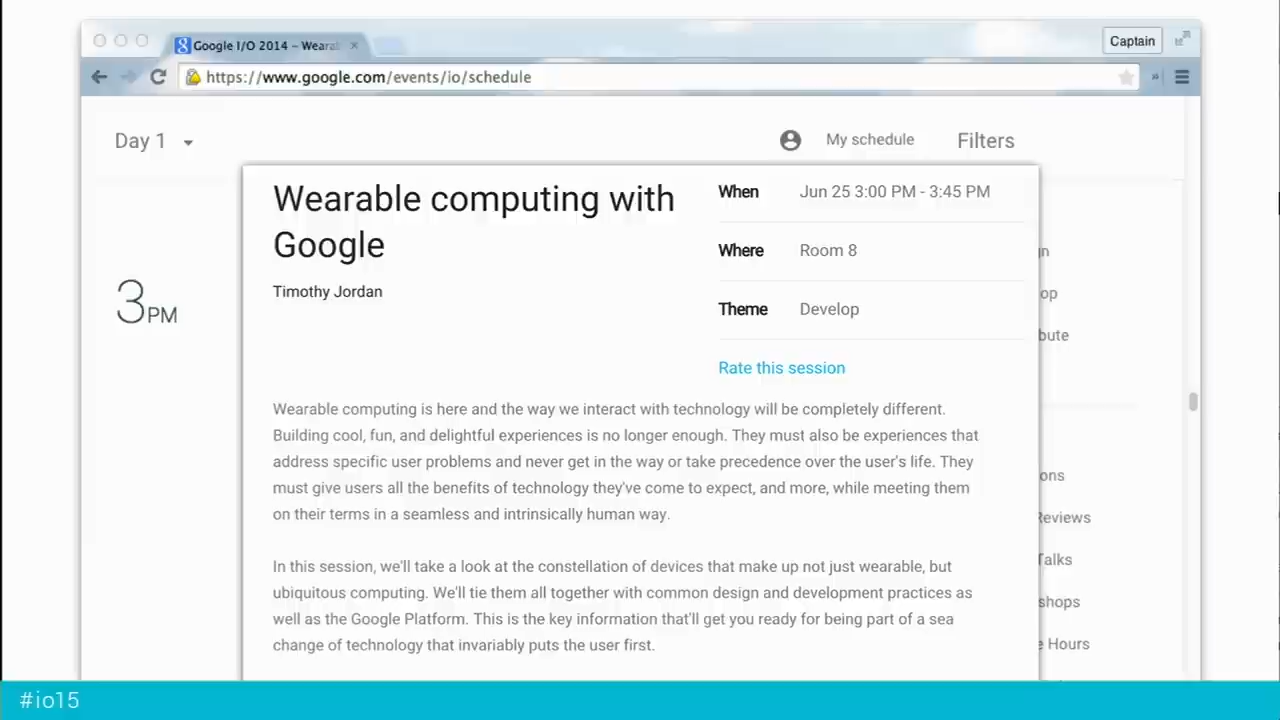 Google I/O 2014 – Wearab
Captain
https://www.google.com/events/io/schedule
Day 1
My schedule
Filters
Wearable computing with
Google
Timothy Jordan
When Jun 25 3:00 PM - 3:45 PM
Where Room 8
Theme Develop
Rate this session
3PM
Wearable computing is here and the way we interact with technology will be completely different.
Building cool, fun, and delightful experiences is no longer enough. They must also be experiences that
address specific user problems and never get in the way or take precedence over the user's life. They
must give users all the benefits of technology they've come to expect, and more, while meeting them
on their terms in a seamless and intrinsically human way.
In this session, we'll take a look at the constellation of devices that make up not just wearable, but
ubiquitous computing. We'll tie them all together with common design and development practices as
well as the Google Platform. This is the key information that'll get you ready for being part of a sea
change of technology that invariably puts the user first.
gn
op
bute
ons
Reviews
Talks
shops
e Hours
#io15